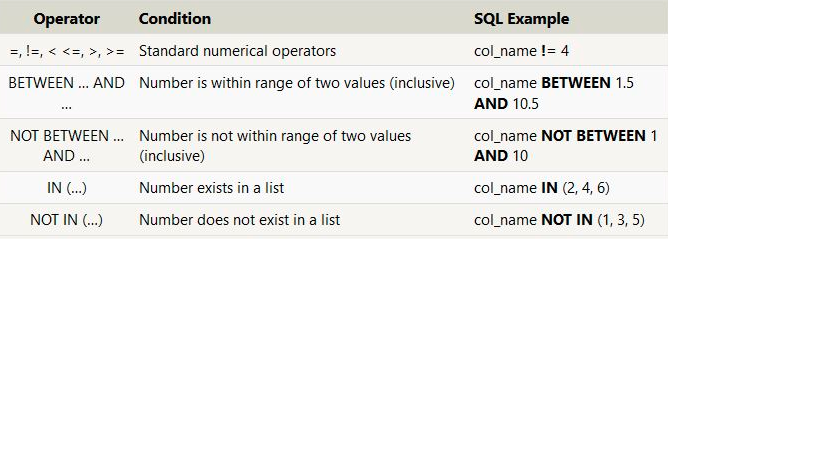 Operator Condition SQL Example
=, !=, < <=, >, >= Standard numerical operators col_name != 4
BETWEEN ... AND Number is within range of two values (inclusive) col_name BETWEEN 1.5
... AND 10.5
NOT BETWEEN ... Number is not within range of two values col_name NOT BETWEEN 1
AND ... (inclusive) AND 10
IN (...) Number exists in a list col_name IN (2, 4, 6)
NOT IN (...) Number does not exist in a list col_name NOT IN (1, 3, 5)